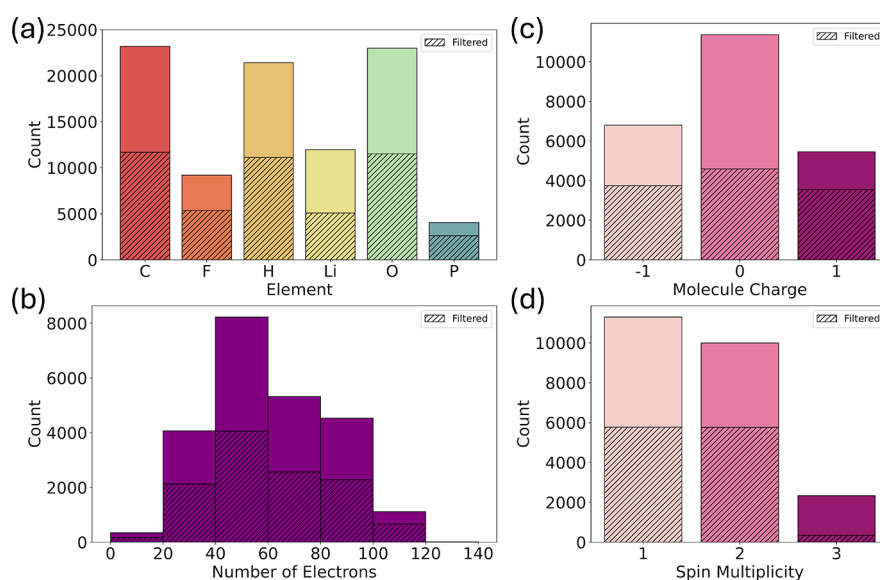 (a)
25000
20000
15000
10000
5000
0
Count
Filtered
C F H Li O P
Element
(c)
10000
8000
6000
4000
2000
0
Count
Filtered
-1 0 1
Molecule Charge
(b)
8000
6000
4000
2000
0
Count
Filtered
0 20 40 60 80 100 120 140
Number of Electrons
(d)
10000
8000
6000
4000
2000
0
Count
Filtered
1 2 3
Spin Multiplicity